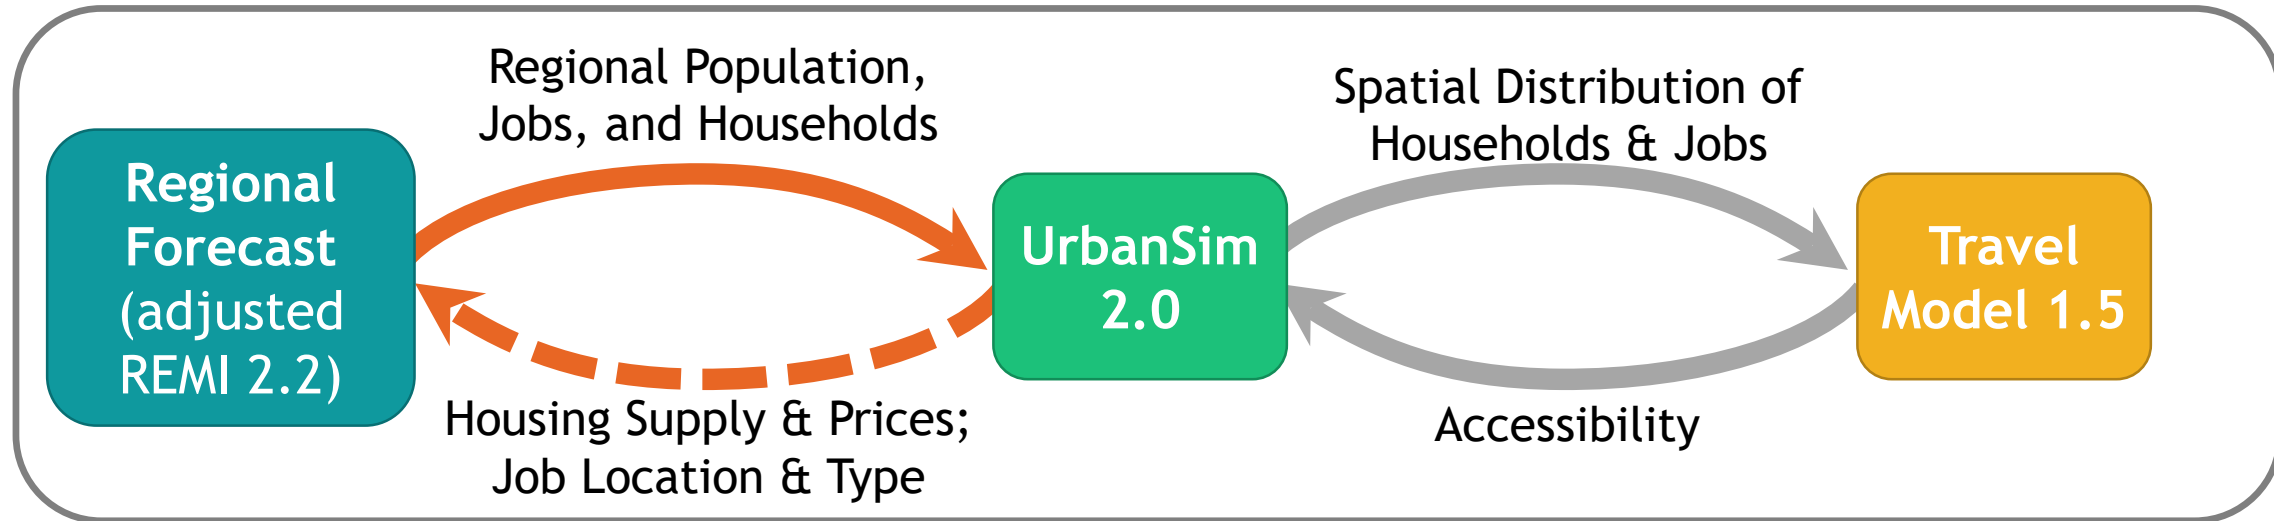 Regional Population,
Jobs, and Households
Spatial Distribution of
Households & Jobs
Regional
Forecast
(adjusted
REMI 2.2)
UrbanSim
2.0
Travel
Model 1.5
Housing Supply & Prices;
Job Location & Type
Accessibility